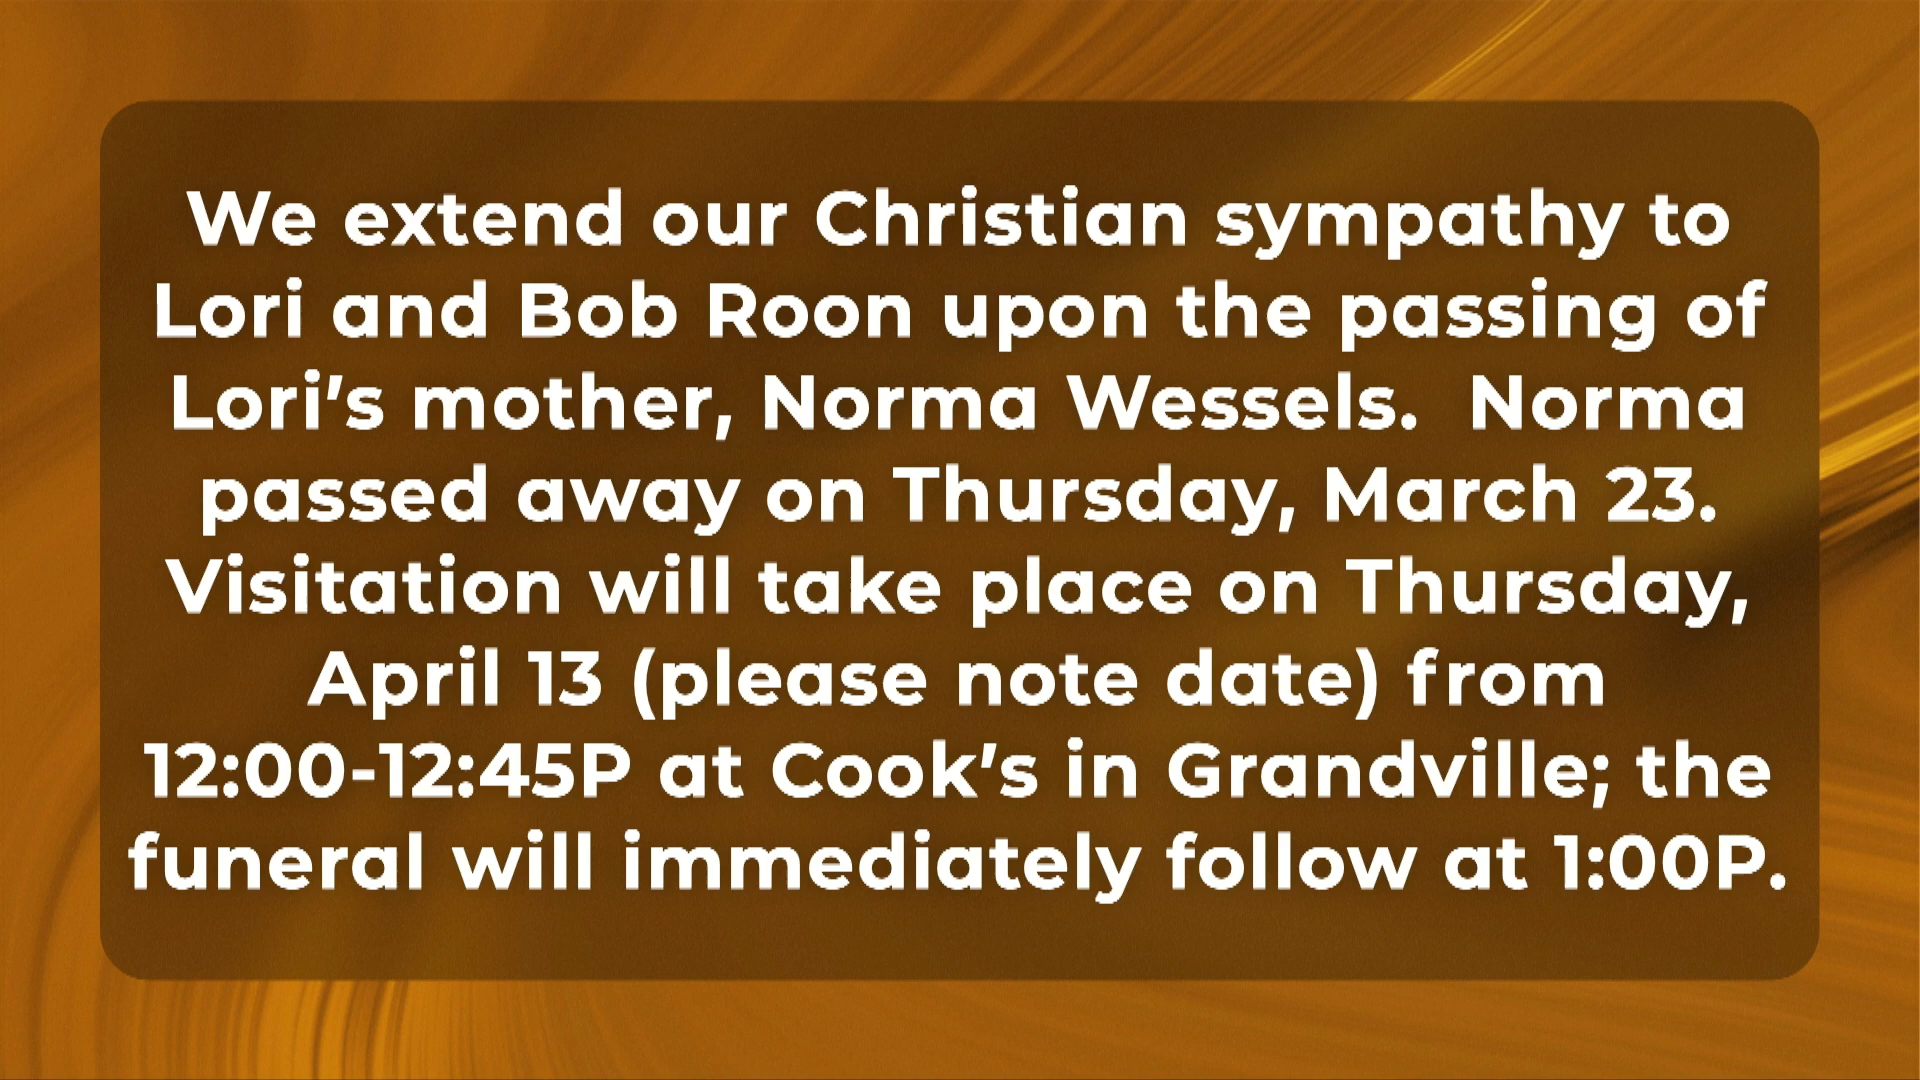 We extend our Christian sympathy to
Lori and Bob Roon upon the passing of
Lori’s mother, Norma Wessels.  Norma
passed away on Thursday, March 23.
Visitation will take place on Thursday,
April 13 (please note date) from
12:00-12:45P at Cook’s in Grandville; the
funeral will immediately follow at 1:00P.